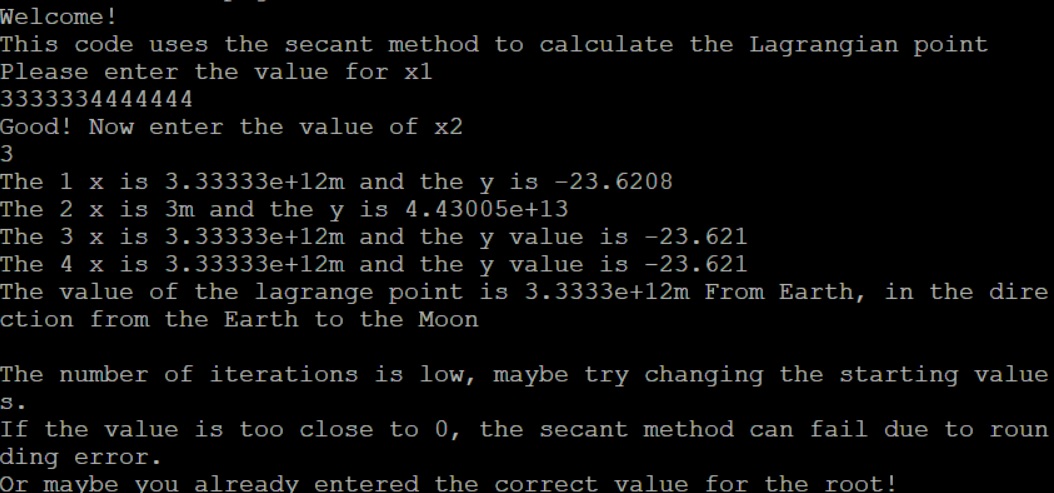 Welcome!
This code uses the secant method to calculate the Lagrangian point
Please enter the value for x1
3333334444444
Good! Now enter the value of x2
3
The 1 x is 3.33333e+12m and the y is -23.6208
The 2 x is 3m and the y is 4.43005e+13
The 3 x is 3.33333e+12m and the y value is -23.621
The 4 x is 3.33333e+12m and the y value is -23.621
The value of the lagrange point is 3.3333e+12m From Earth, in the dire
ction from the Earth to the Moon
The number of iterations is low, maybe try changing the starting value
s.
If the value is too close to 0, the secant method can fail due to roun
ding error.
Or maybe you already entered the correct value for the root!